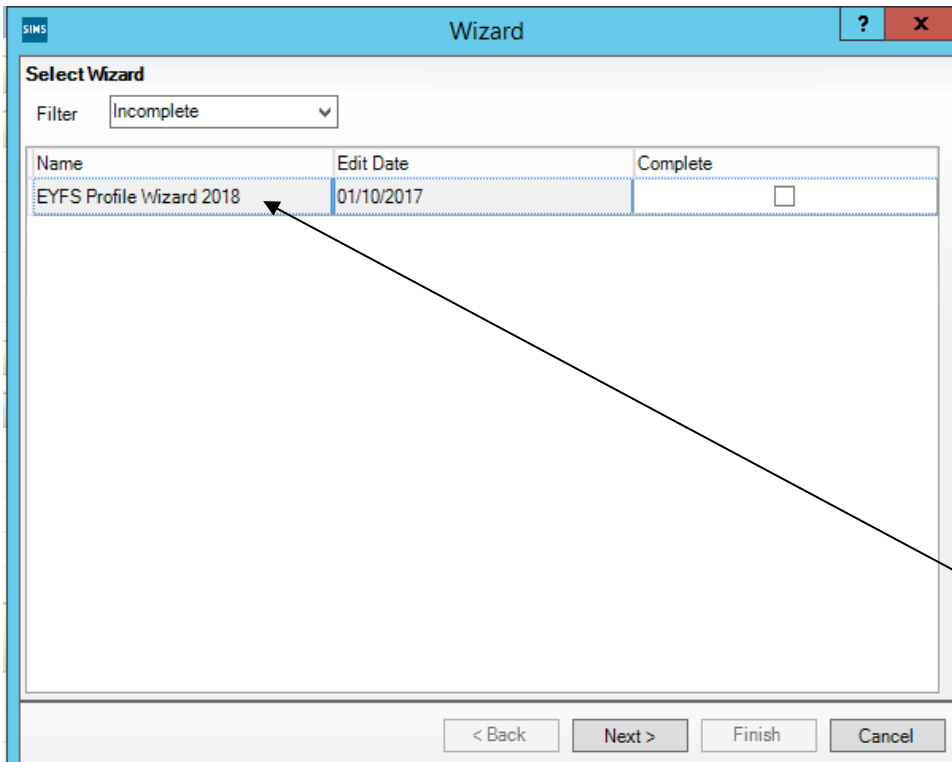 SIMS Wizard ? x
Select Wizard
Filter Incomplete
Name Edit Date Complete
EYFS Profile Wizard 2018 01/10/2017
< Back Next > Finish Cancel